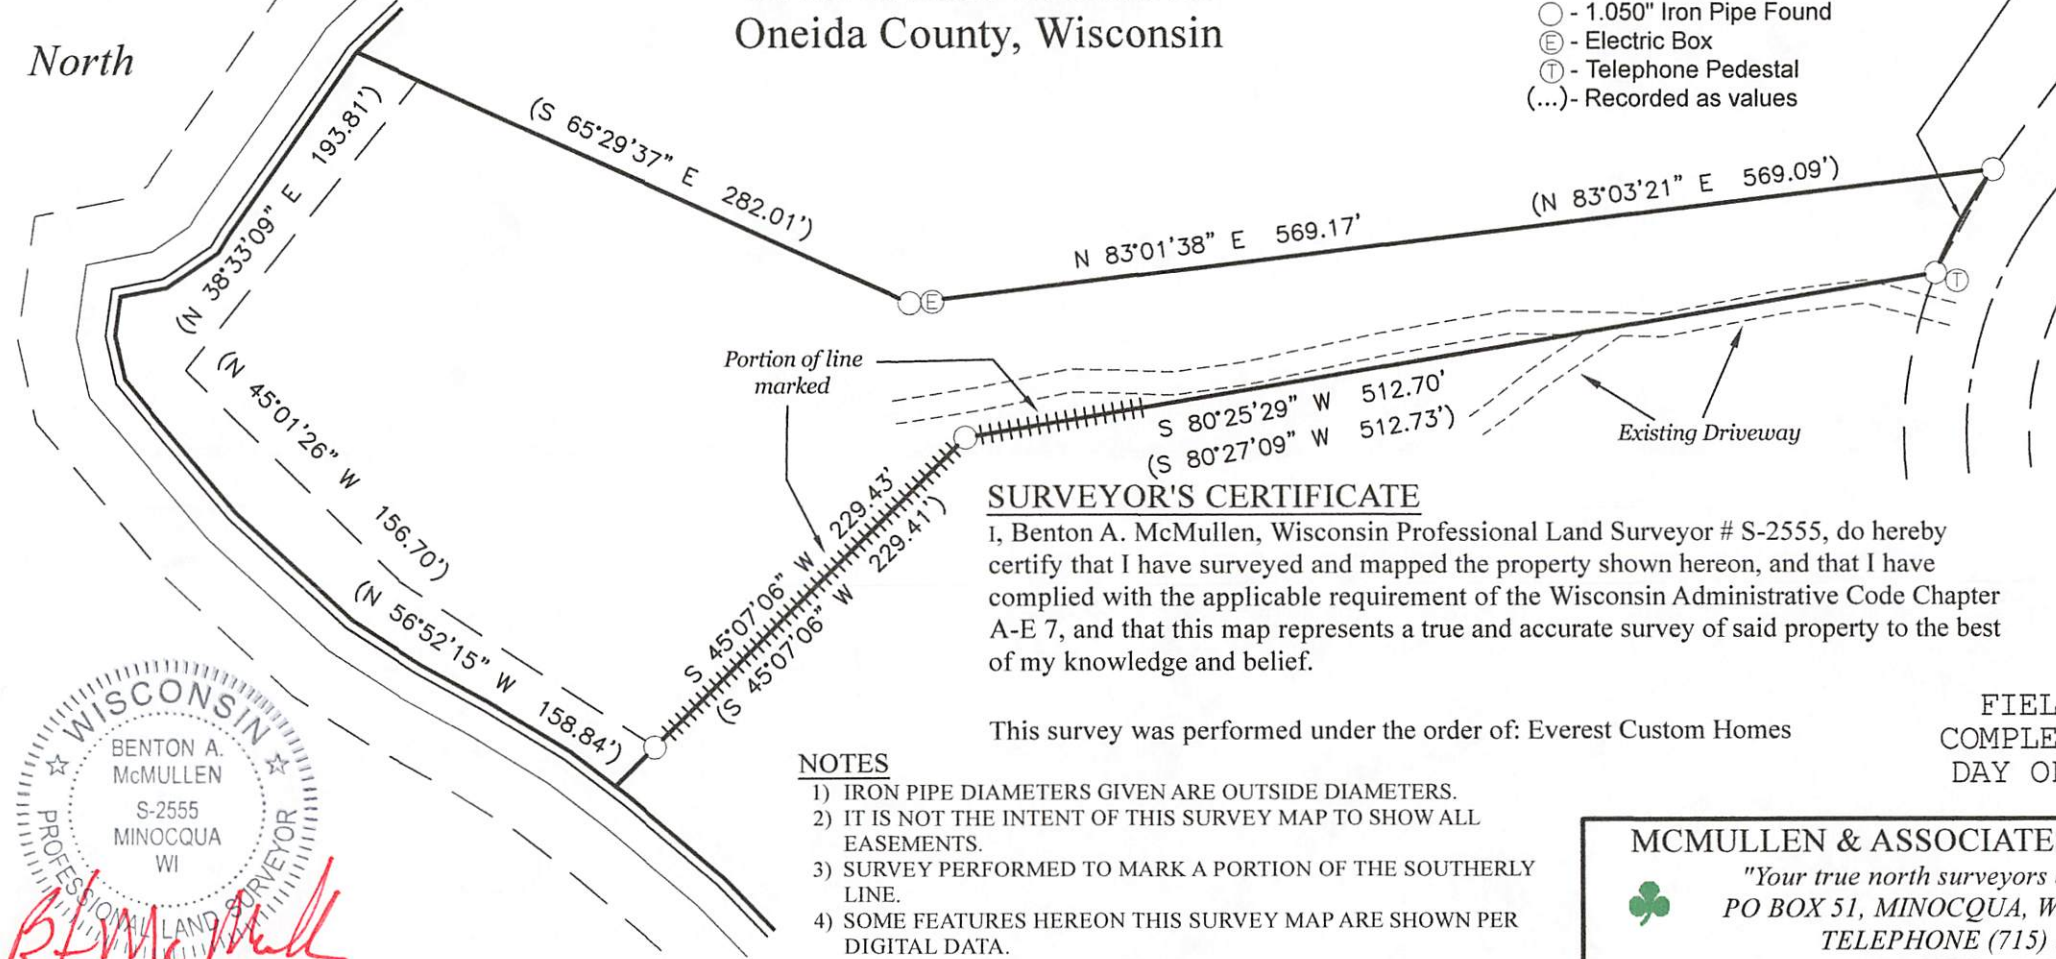 Oneida County, Wisconsin
North
- 1.050" Iron Pipe Found
Ⓔ - Electric Box
Ⓣ - Telephone Pedestal
(...)- Recorded as values
(N 38°33'09" E 193.81')
(S 65°29'37" E 282.01')
N 83°01'38" E 569.17'
(N 83°03'21" E 569.09')
Ⓔ
Ⓣ
Portion of line
marked
S 80°25'29" W 512.70'
(S 80°27'09" W 512.73')
Existing Driveway
(N 45°01'26" W 156.70')
(N 56°52'15" W 158.84')
S 45°07'06" W 229.43'
(S 45°07'06" W 229.41')
SURVEYOR'S CERTIFICATE
I, Benton A. McMullen, Wisconsin Professional Land Surveyor # S-2555, do hereby
certify that I have surveyed and mapped the property shown hereon, and that I have
complied with the applicable requirement of the Wisconsin Administrative Code Chapter
A-E 7, and that this map represents a true and accurate survey of said property to the best
of my knowledge and belief.
This survey was performed under the order of: Everest Custom Homes
FIEL
COMPLE
DAY O
NOTES
1) IRON PIPE DIAMETERS GIVEN ARE OUTSIDE DIAMETERS.
2) IT IS NOT THE INTENT OF THIS SURVEY MAP TO SHOW ALL
EASEMENTS.
3) SURVEY PERFORMED TO MARK A PORTION OF THE SOUTHERLY
LINE.
4) SOME FEATURES HEREON THIS SURVEY MAP ARE SHOWN PER
DIGITAL DATA.
WISCONSIN
BENTON A.
McMULLEN
S-2555
MINOCQUA
WI
PROFESSIONAL LAND SURVEYOR
MCMULLEN & ASSOCIATE
"Your true north surveyors
PO BOX 51, MINOCQUA, W
TELEPHONE (715)